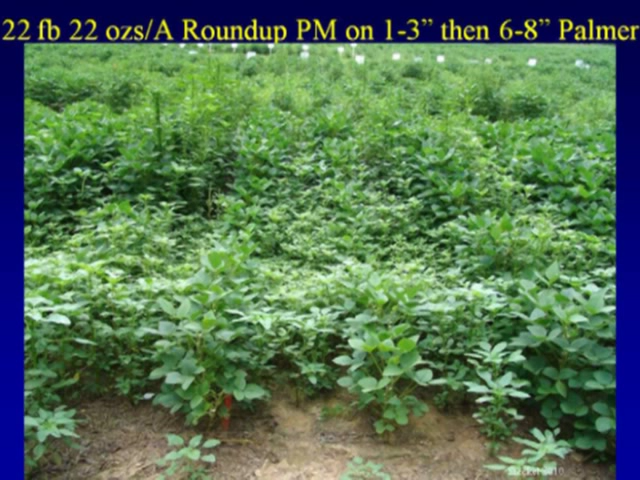 22 fb 22 ozs/A Roundup PM on 1-3” then 6-8” Palmer